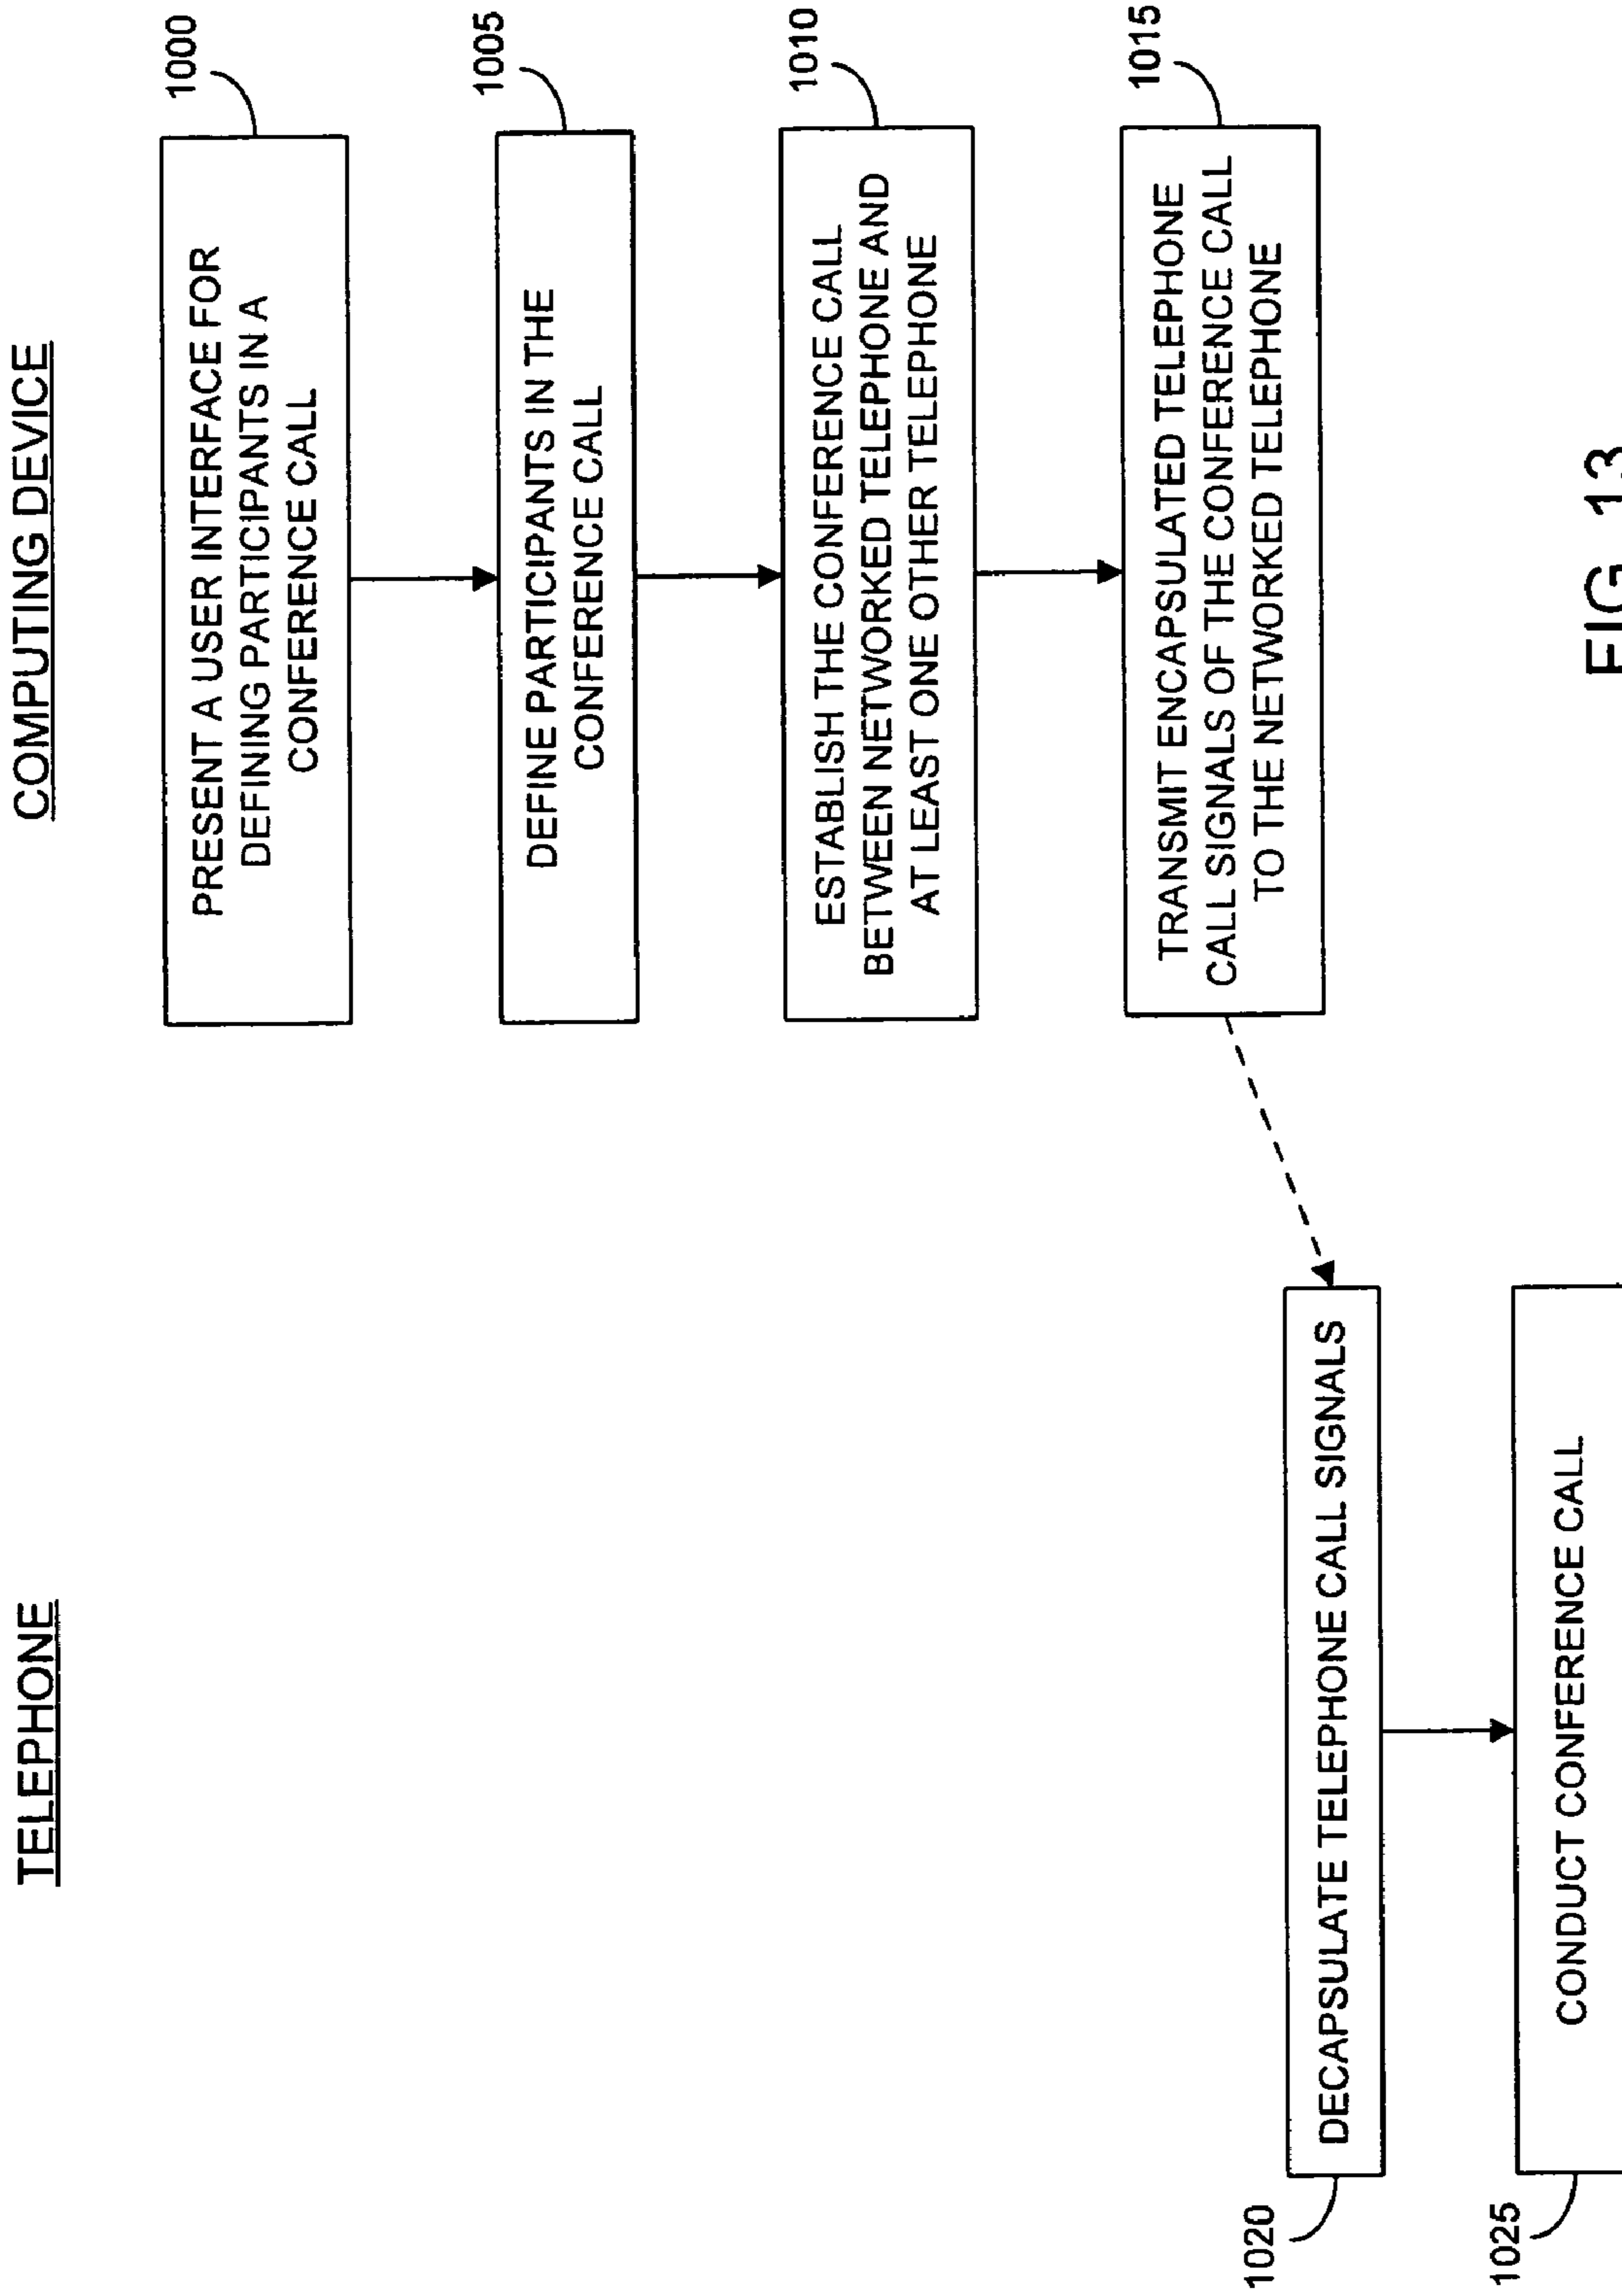 TELEPHONE
COMPUTING DEVICE
1000
PRESENT A USER INTERFACE FOR
DEFINING PARTICIPANTS IN A
CONFERENCE CALL
1005
DEFINE PARTICIPANTS IN THE
CONFERENCE CALL
1010
ESTABLISH THE CONFERENCE CALL
BETWEEN NETWORKED TELEPHONE AND
AT LEAST ONE OTHER TELEPHONE
1015
TRANSMIT ENCAPSULATED TELEPHONE
CALL SIGNALS OF THE CONFERENCE CALL
TO THE NETWORKED TELEPHONE
1020
DECAPSULATE TELEPHONE CALL SIGNALS
1025
CONDUCT CONFERENCE CALL
FIG. 13